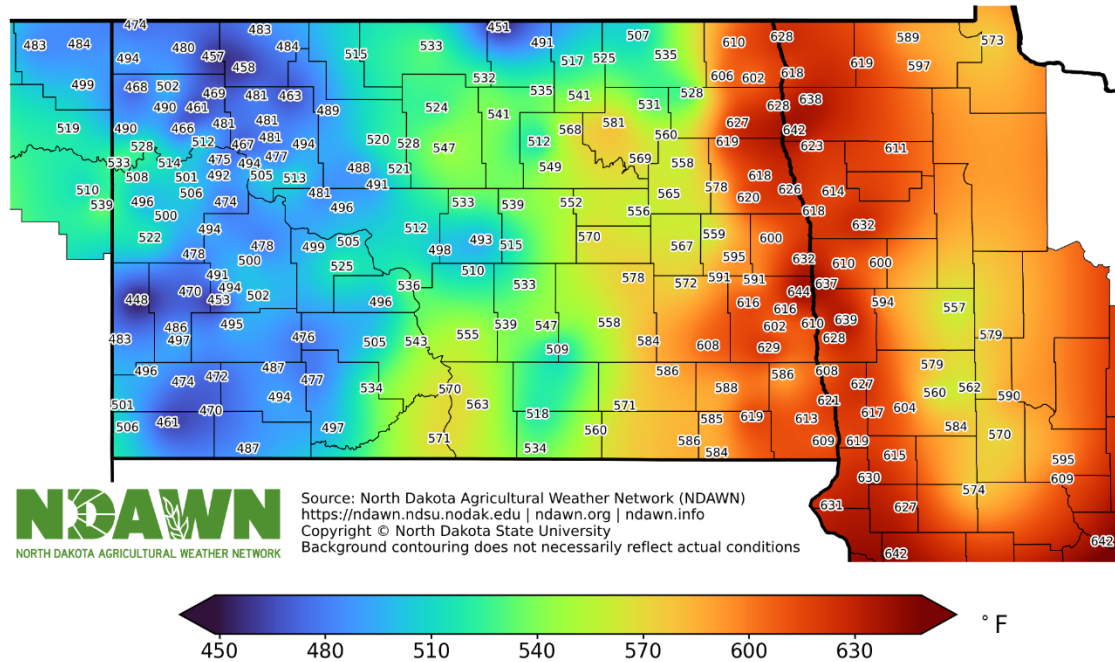 474 483 451
483 484 480 457 484 515 533 491 507 610 628 589 573
494 458 517 525 535 619 597
499 468 502 469 481 463 532 535 541 528 606 602 618
490 461 489 524 541 531 628 638
519 490 466 481 481 481 520 528 568 581 560 627 642
528 512 467 494 547 512 619 623 611
533 514 475 494 477 488 521 549 569 558
510 508 501 492 505 513 491 618
539 496 506 474 481 496 533 539 552 565 578 620 626 614
500 556 618
522 494 478 499 505 512 493 515 570 559 600 632
478 500 525 498 567 595 632 610 600
491 510 591 591
448 470 494 453 502 496 536 533 578 572 644 637
486 495 616 616 594 557
483 497 476 505 543 555 539 547 558 584 608 602 610 639 579
509 629 628
496 474 472 487 477 534 570 586 588 586 608 627 579
501 494 563 571 621 560 562 590
506 461 470 497 518 585 619 613 617 604
487 571 534 560 586 584 609 619 584 570
615 595
630 609
631 627 574
642 642
NDAWN
NORTH DAKOTA AGRICULTURAL WEATHER NETWORK
Source: North Dakota Agricultural Weather Network (NDAWN)
https://ndawn.ndsu.nodak.edu | ndawn.org | ndawn.info
Copyright © North Dakota State University
Background contouring does not necessarily reflect actual conditions
450 480 510 540 570 600 630
°F